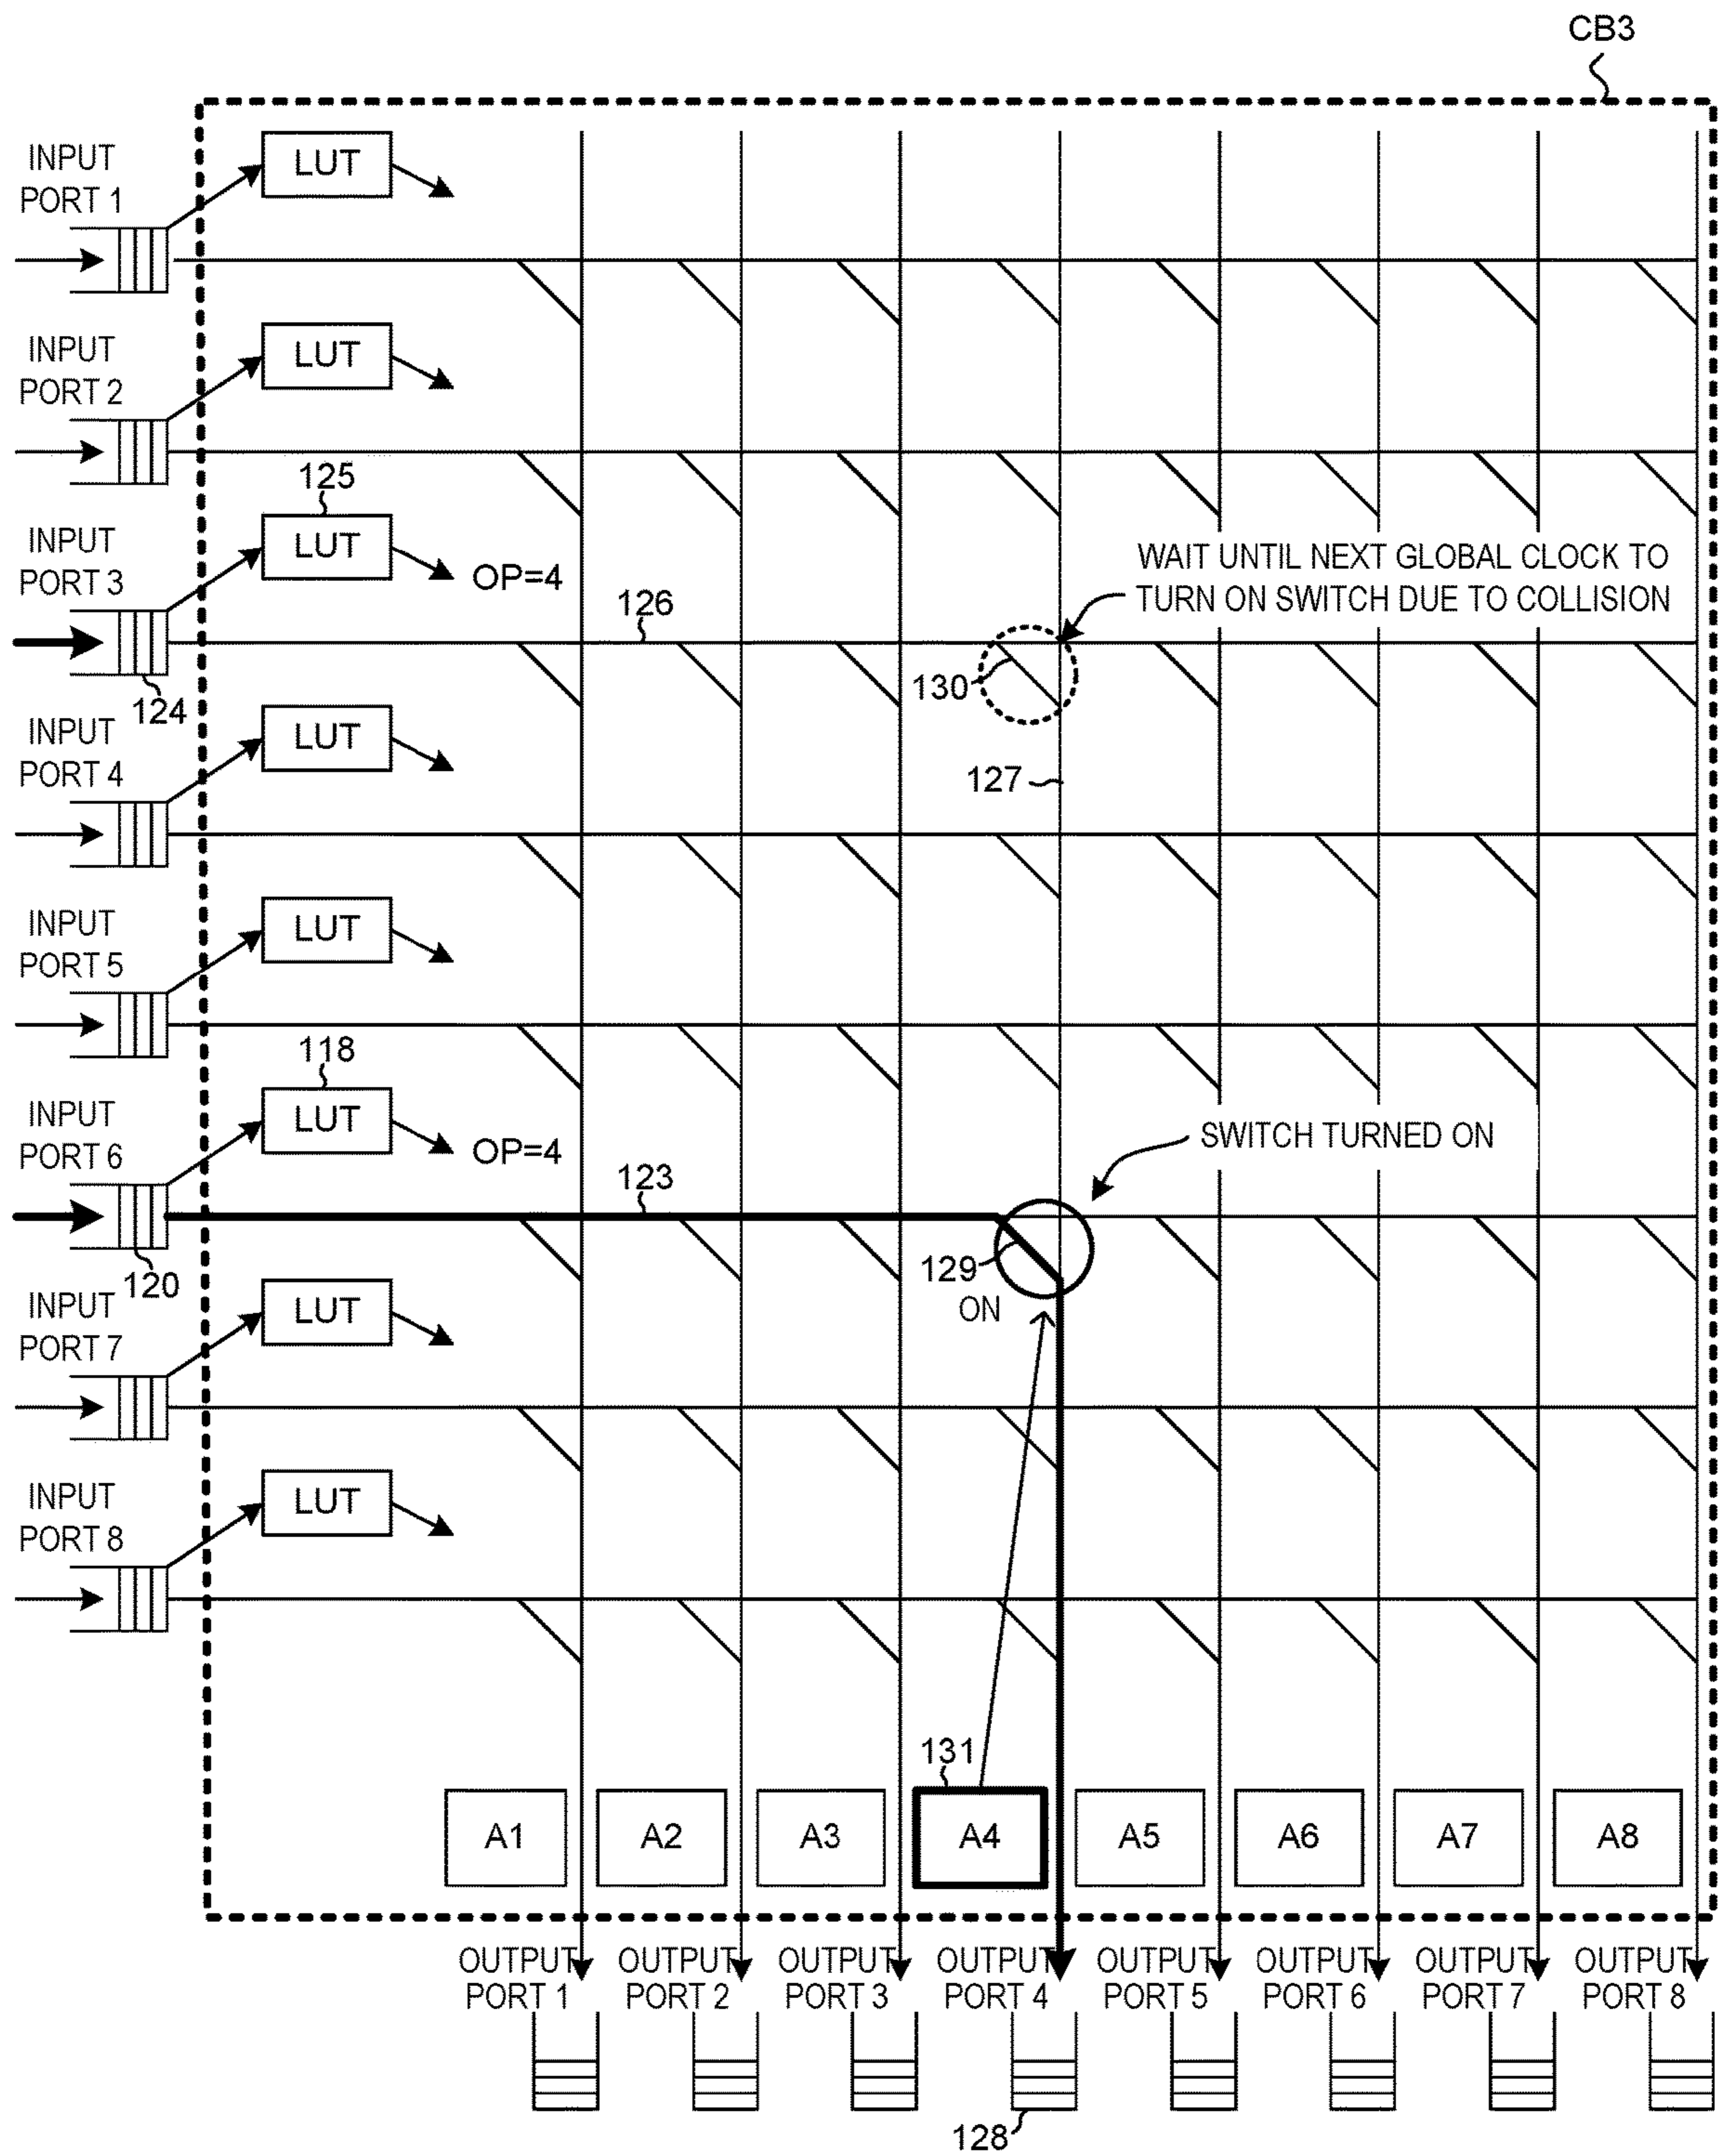 CB3
INPUT
PORT 1
LUT
INPUT
PORT 2
LUT
125
INPUT
PORT 3
LUT
OP=4
WAIT UNTIL NEXT GLOBAL CLOCK TO
TURN ON SWITCH DUE TO COLLISION
126
130
124
INPUT
PORT 4
LUT
127
INPUT
PORT 5
LUT
118
INPUT
PORT 6
LUT
OP=4
SWITCH TURNED ON
123
129
ON
120
INPUT
PORT 7
LUT
INPUT
PORT 8
LUT
131
A1
A2
A3
A4
A5
A6
A7
A8
OUTPUT
PORT 1
OUTPUT
PORT 2
OUTPUT
PORT 3
OUTPUT
PORT 4
OUTPUT
PORT 5
OUTPUT
PORT 6
OUTPUT
PORT 7
OUTPUT
PORT 8
128